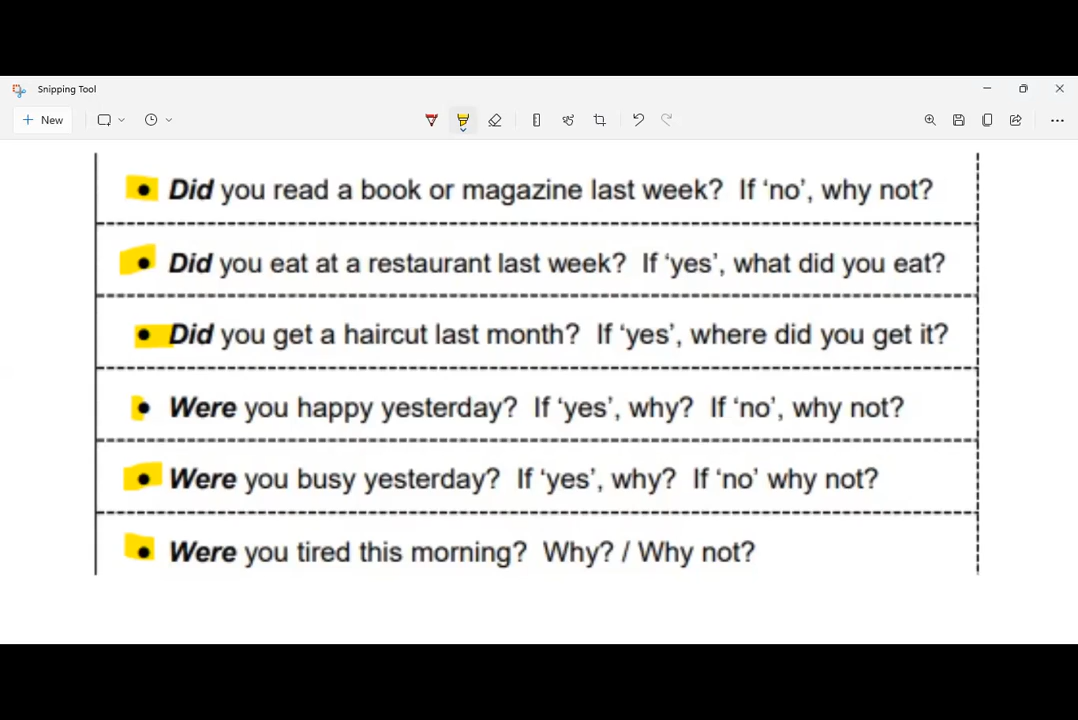 Snipping Tool
New
• Did you read a book or magazine last week? If ‘no’, why not?
• Did you eat at a restaurant last week? If ‘yes’, what did you eat?
• Did you get a haircut last month? If ‘yes’, where did you get it?
• Were you happy yesterday? If ‘yes’, why? If ‘no’, why not?
• Were you busy yesterday? If ‘yes’, why? If ‘no’ why not?
• Were you tired this morning? Why? / Why not?